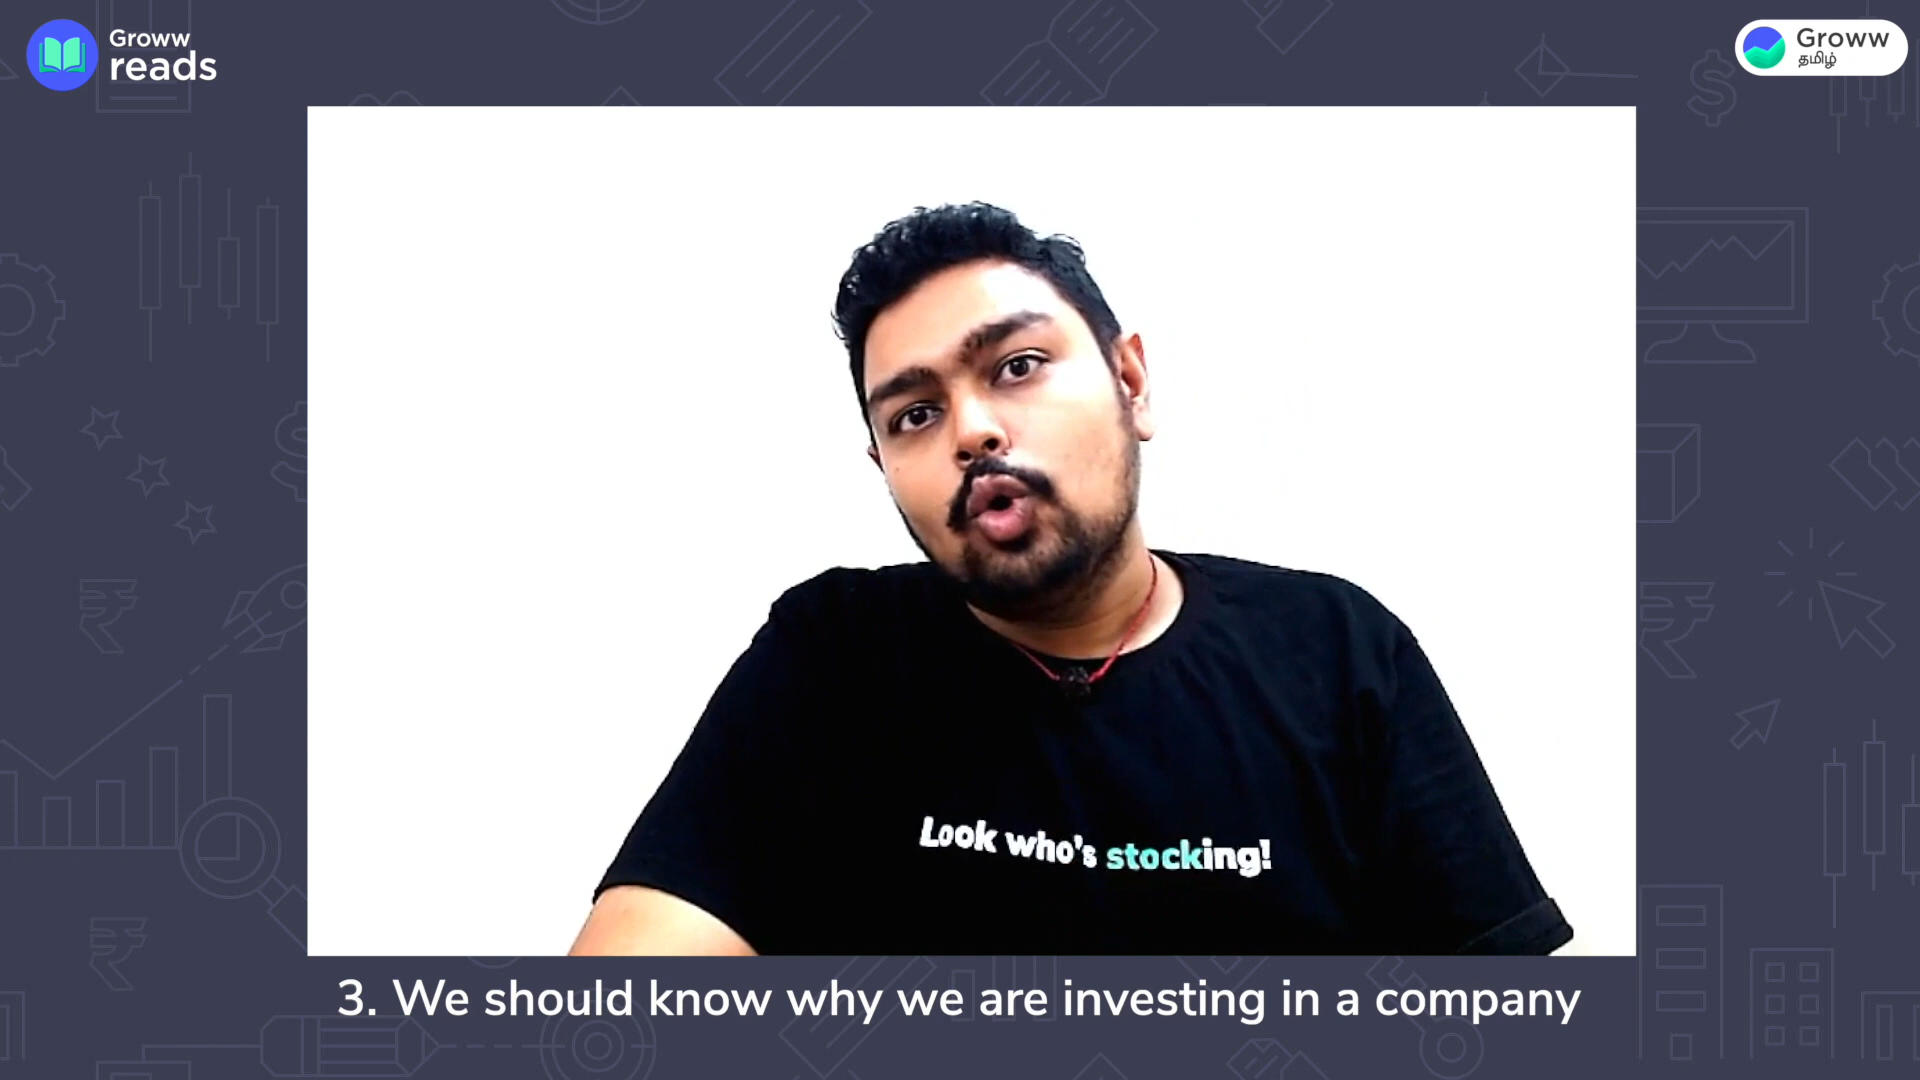 Groww
reads
Groww
தமிழ்
Look who's stocking!
3. We should know why we are investing in a company